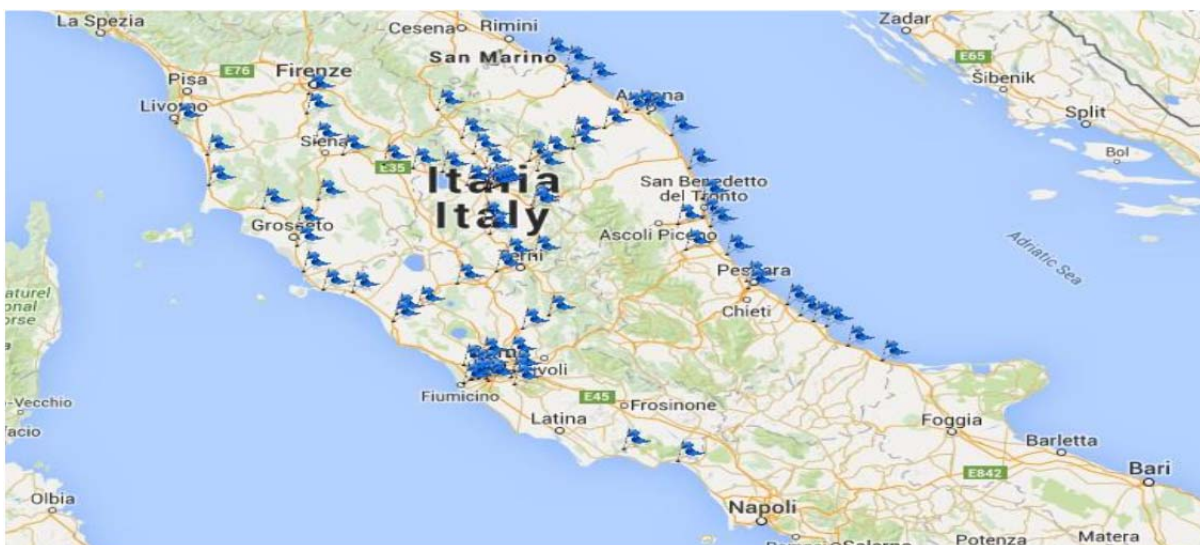 La Spezia
Cesena
Rimini
Zadar
San Marino
E65
E76
Firenze
Pisa
Šibenik
Livorno
Split
Siena
Bol
E35
Italia
Italy
San Benedetto
del Tronto
Grosseto
Ascoli Piceno
Adriatic Sea
Terni
Pescara
Chieti
Fiumicino
E45
Frosinone
Latina
Foggia
Barletta
E842
Bari
Olbia
Napoli
Potenza
Matera